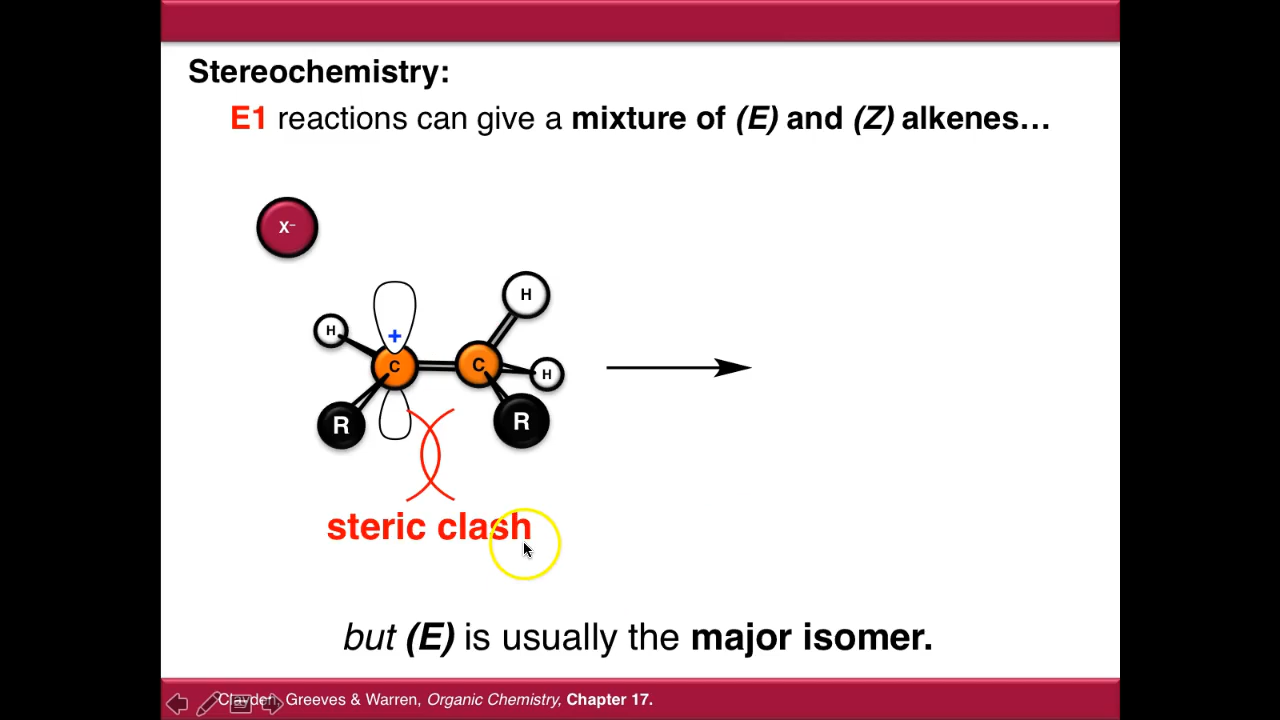 Stereochemistry:
E1 reactions can give a mixture of (E) and (Z) alkenes…
X⁻
H
H
+
C
C
H
R
R
steric clash
but (E) is usually the major isomer.
Clayden, Greeves & Warren, Organic Chemistry, Chapter 17.